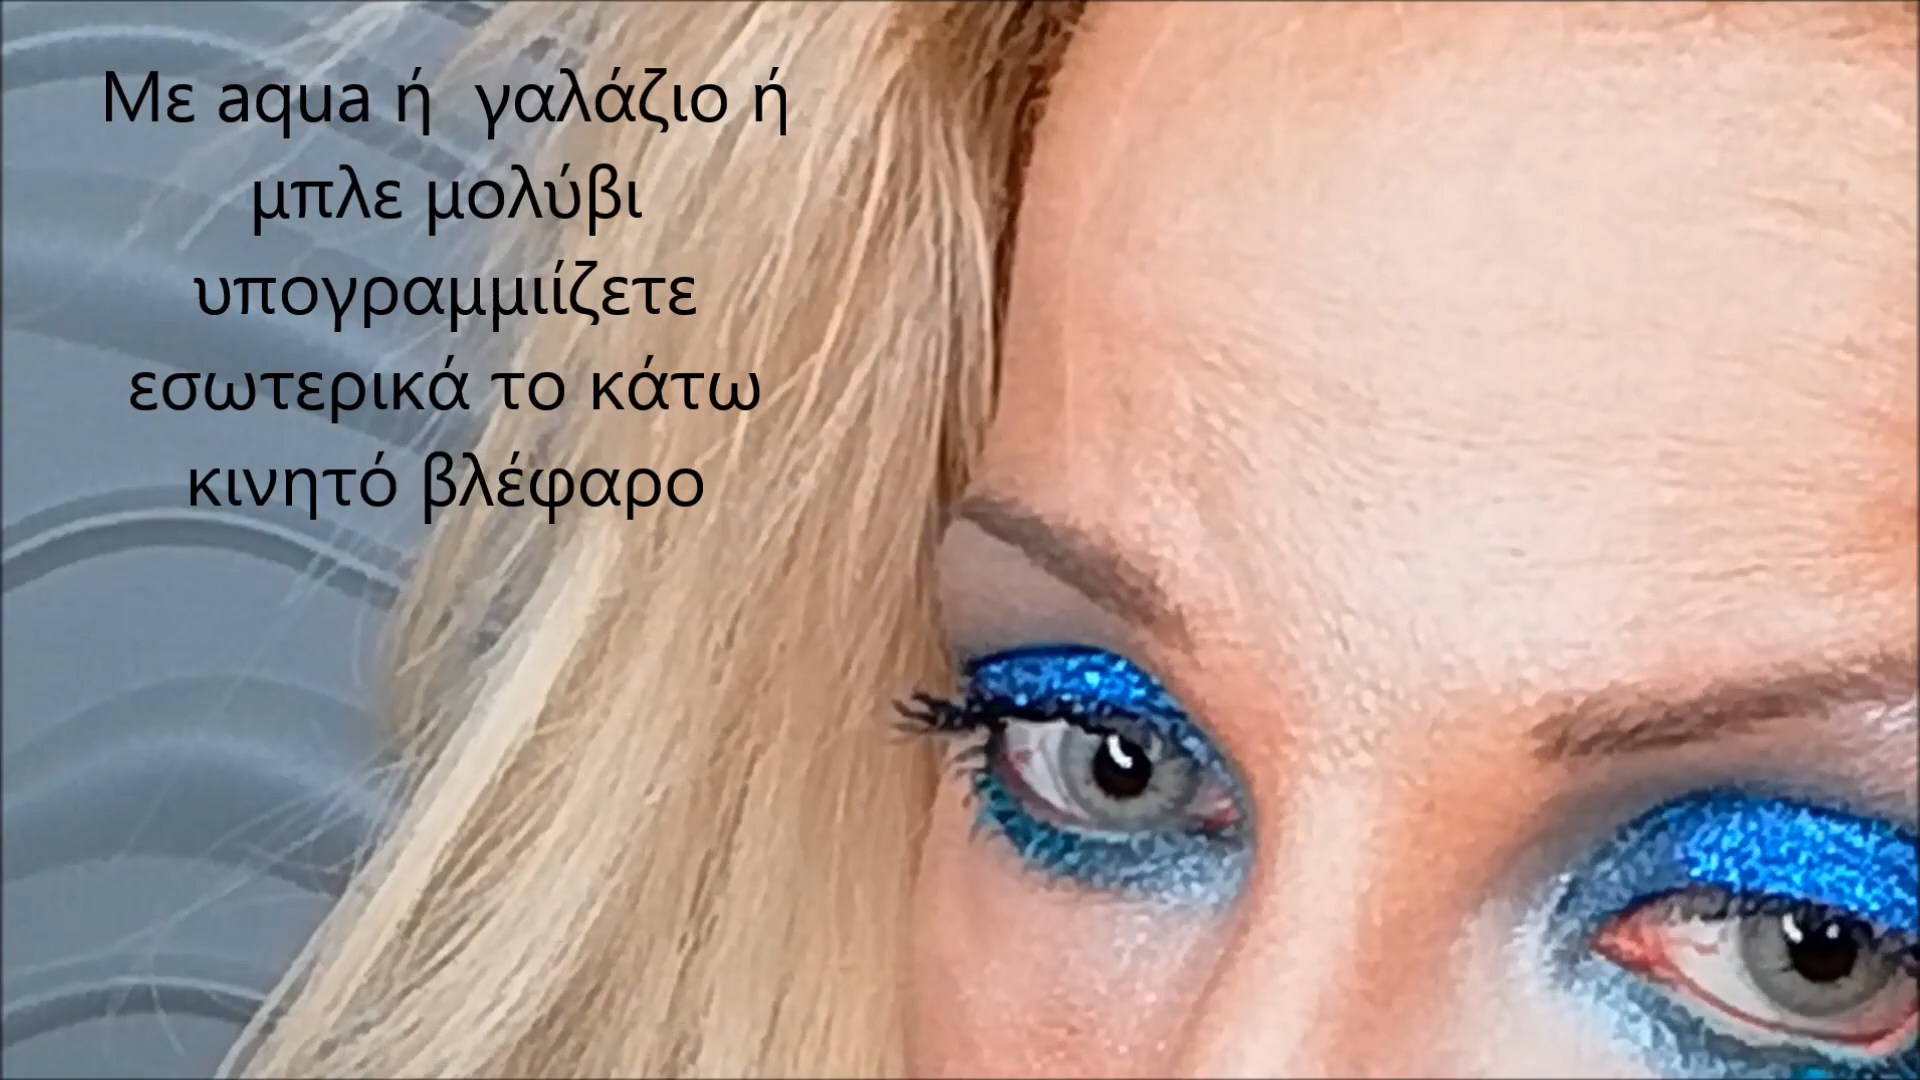 Με aqua ή  γαλάζιο ή
μπλε μολύβι
υπογραμμιίζετε
εσωτερικά το κάτω
κινητό βλέφαρο